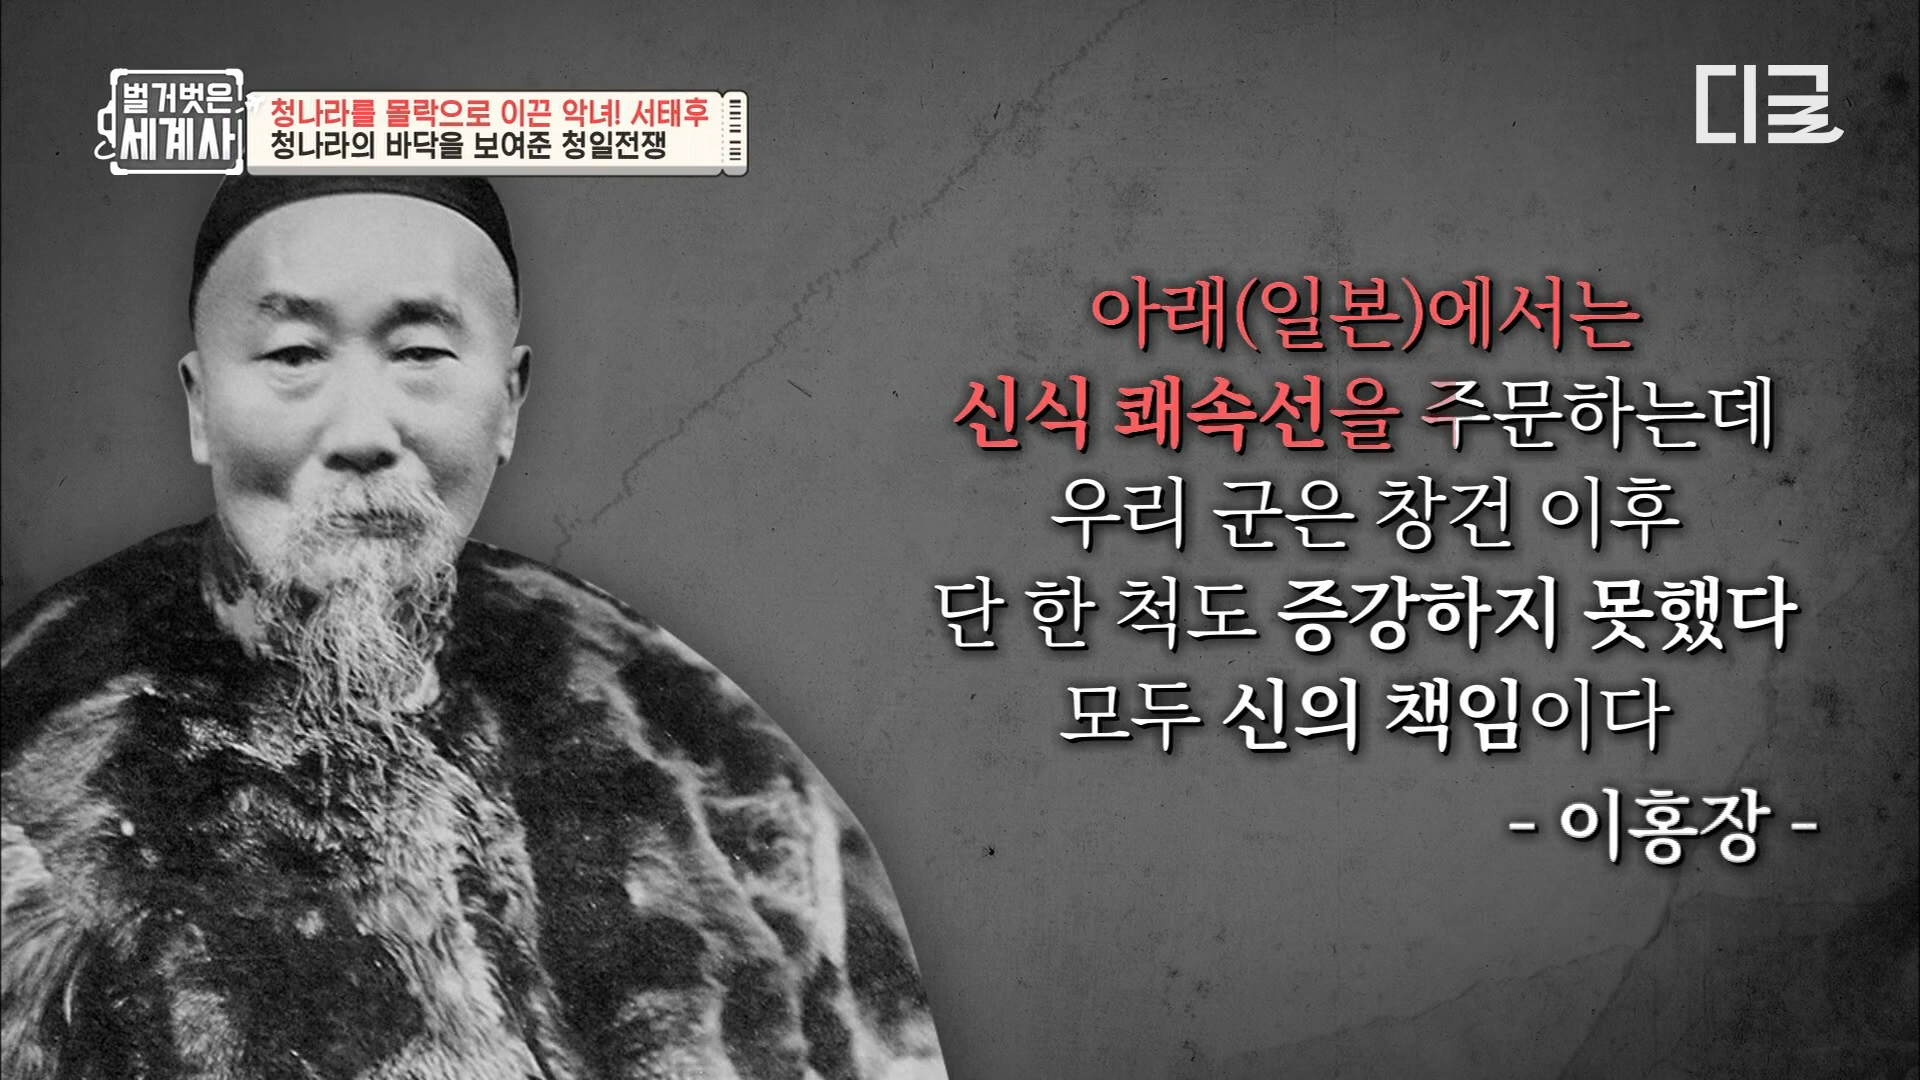 벌거벗은
세계사
청나라를 몰락으로 이끈 악녀! 서태후
청나라의 바닥을 보여준 청일전쟁
디글
아래(일본)에서는
신식 쾌속선을 주문하는데
우리 군은 창건 이후
단 한 척도 증강하지 못했다
모두 신의 책임이다
- 이홍장 -